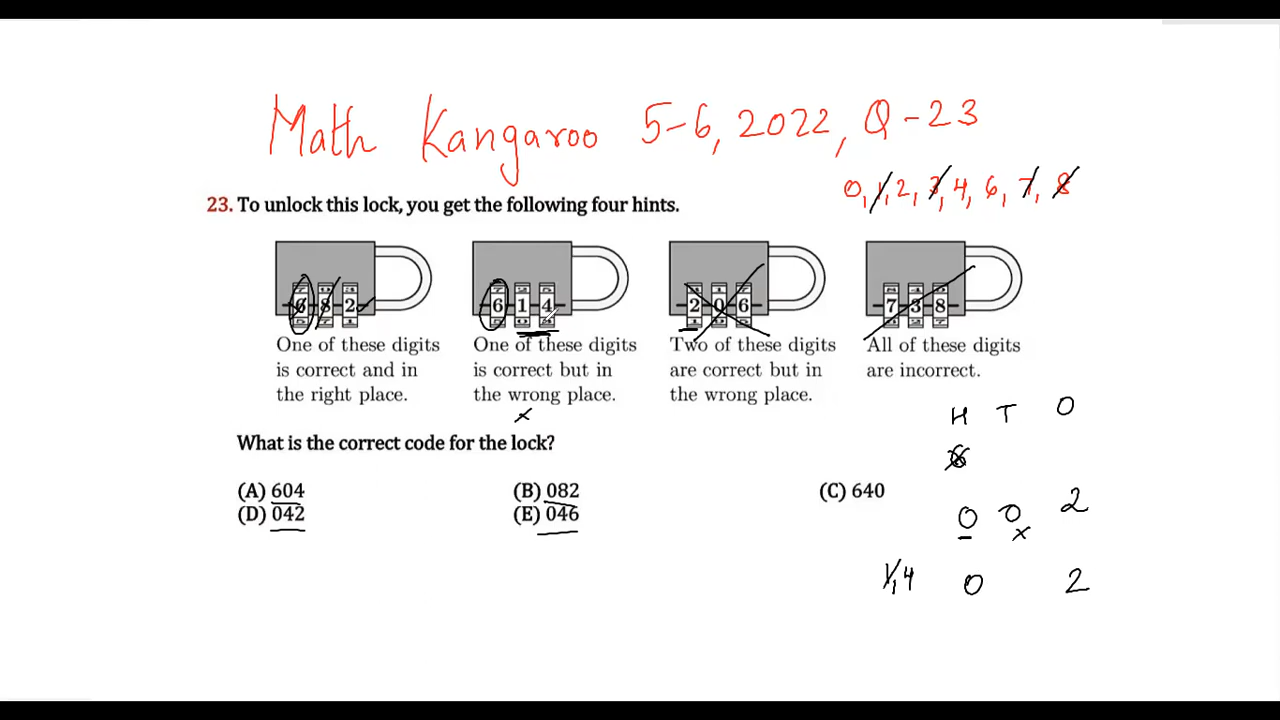 Math Kangaroo 5-6, 2022, Q-23
0, 1, 2, 3, 4, 6, 7, 8
23. To unlock this lock, you get the following four hints.
6 8 2
6 1 4
2 0 6
7 3 8
One of these digits
is correct and in
the right place.
One of these digits
is correct but in
the wrong place.
Two of these digits
are correct but in
the wrong place.
All of these digits
are incorrect.
x
H T O
6
What is the correct code for the lock?
(A) 604 (B) 082 (C) 640
(D) 042 (E) 046
0 0 2
x
1, 4 0 2